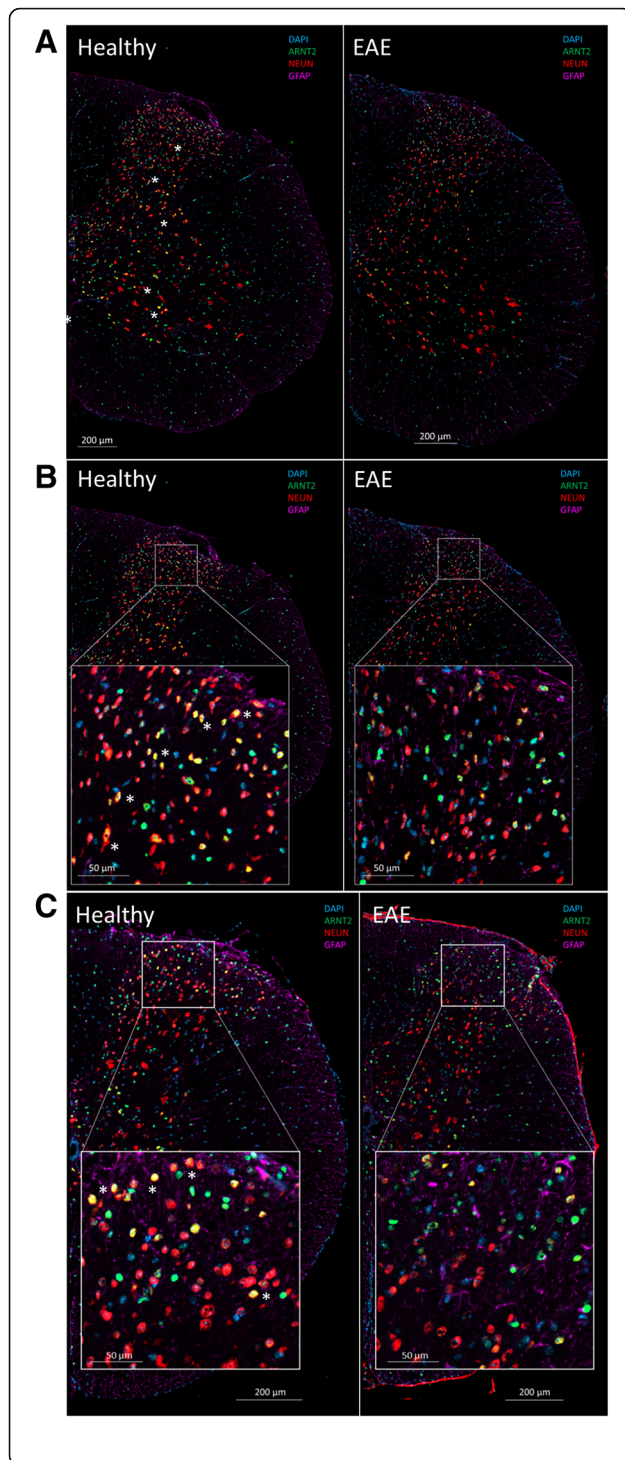 A
Healthy
DAPI
ARNT2
NEUN
GFAP
EAE
DAPI
ARNT2
NEUN
GFAP
*
*
*
*
*
*
200 µm
200 µm
B
Healthy
DAPI
ARNT2
NEUN
GFAP
EAE
DAPI
ARNT2
NEUN
GFAP
*
*
*
*
*
50 µm
50 µm
C
Healthy
DAPI
ARNT2
NEUN
GFAP
EAE
DAPI
ARNT2
NEUN
GFAP
*
*
*
*
50 µm
50 µm
200 µm
200 µm